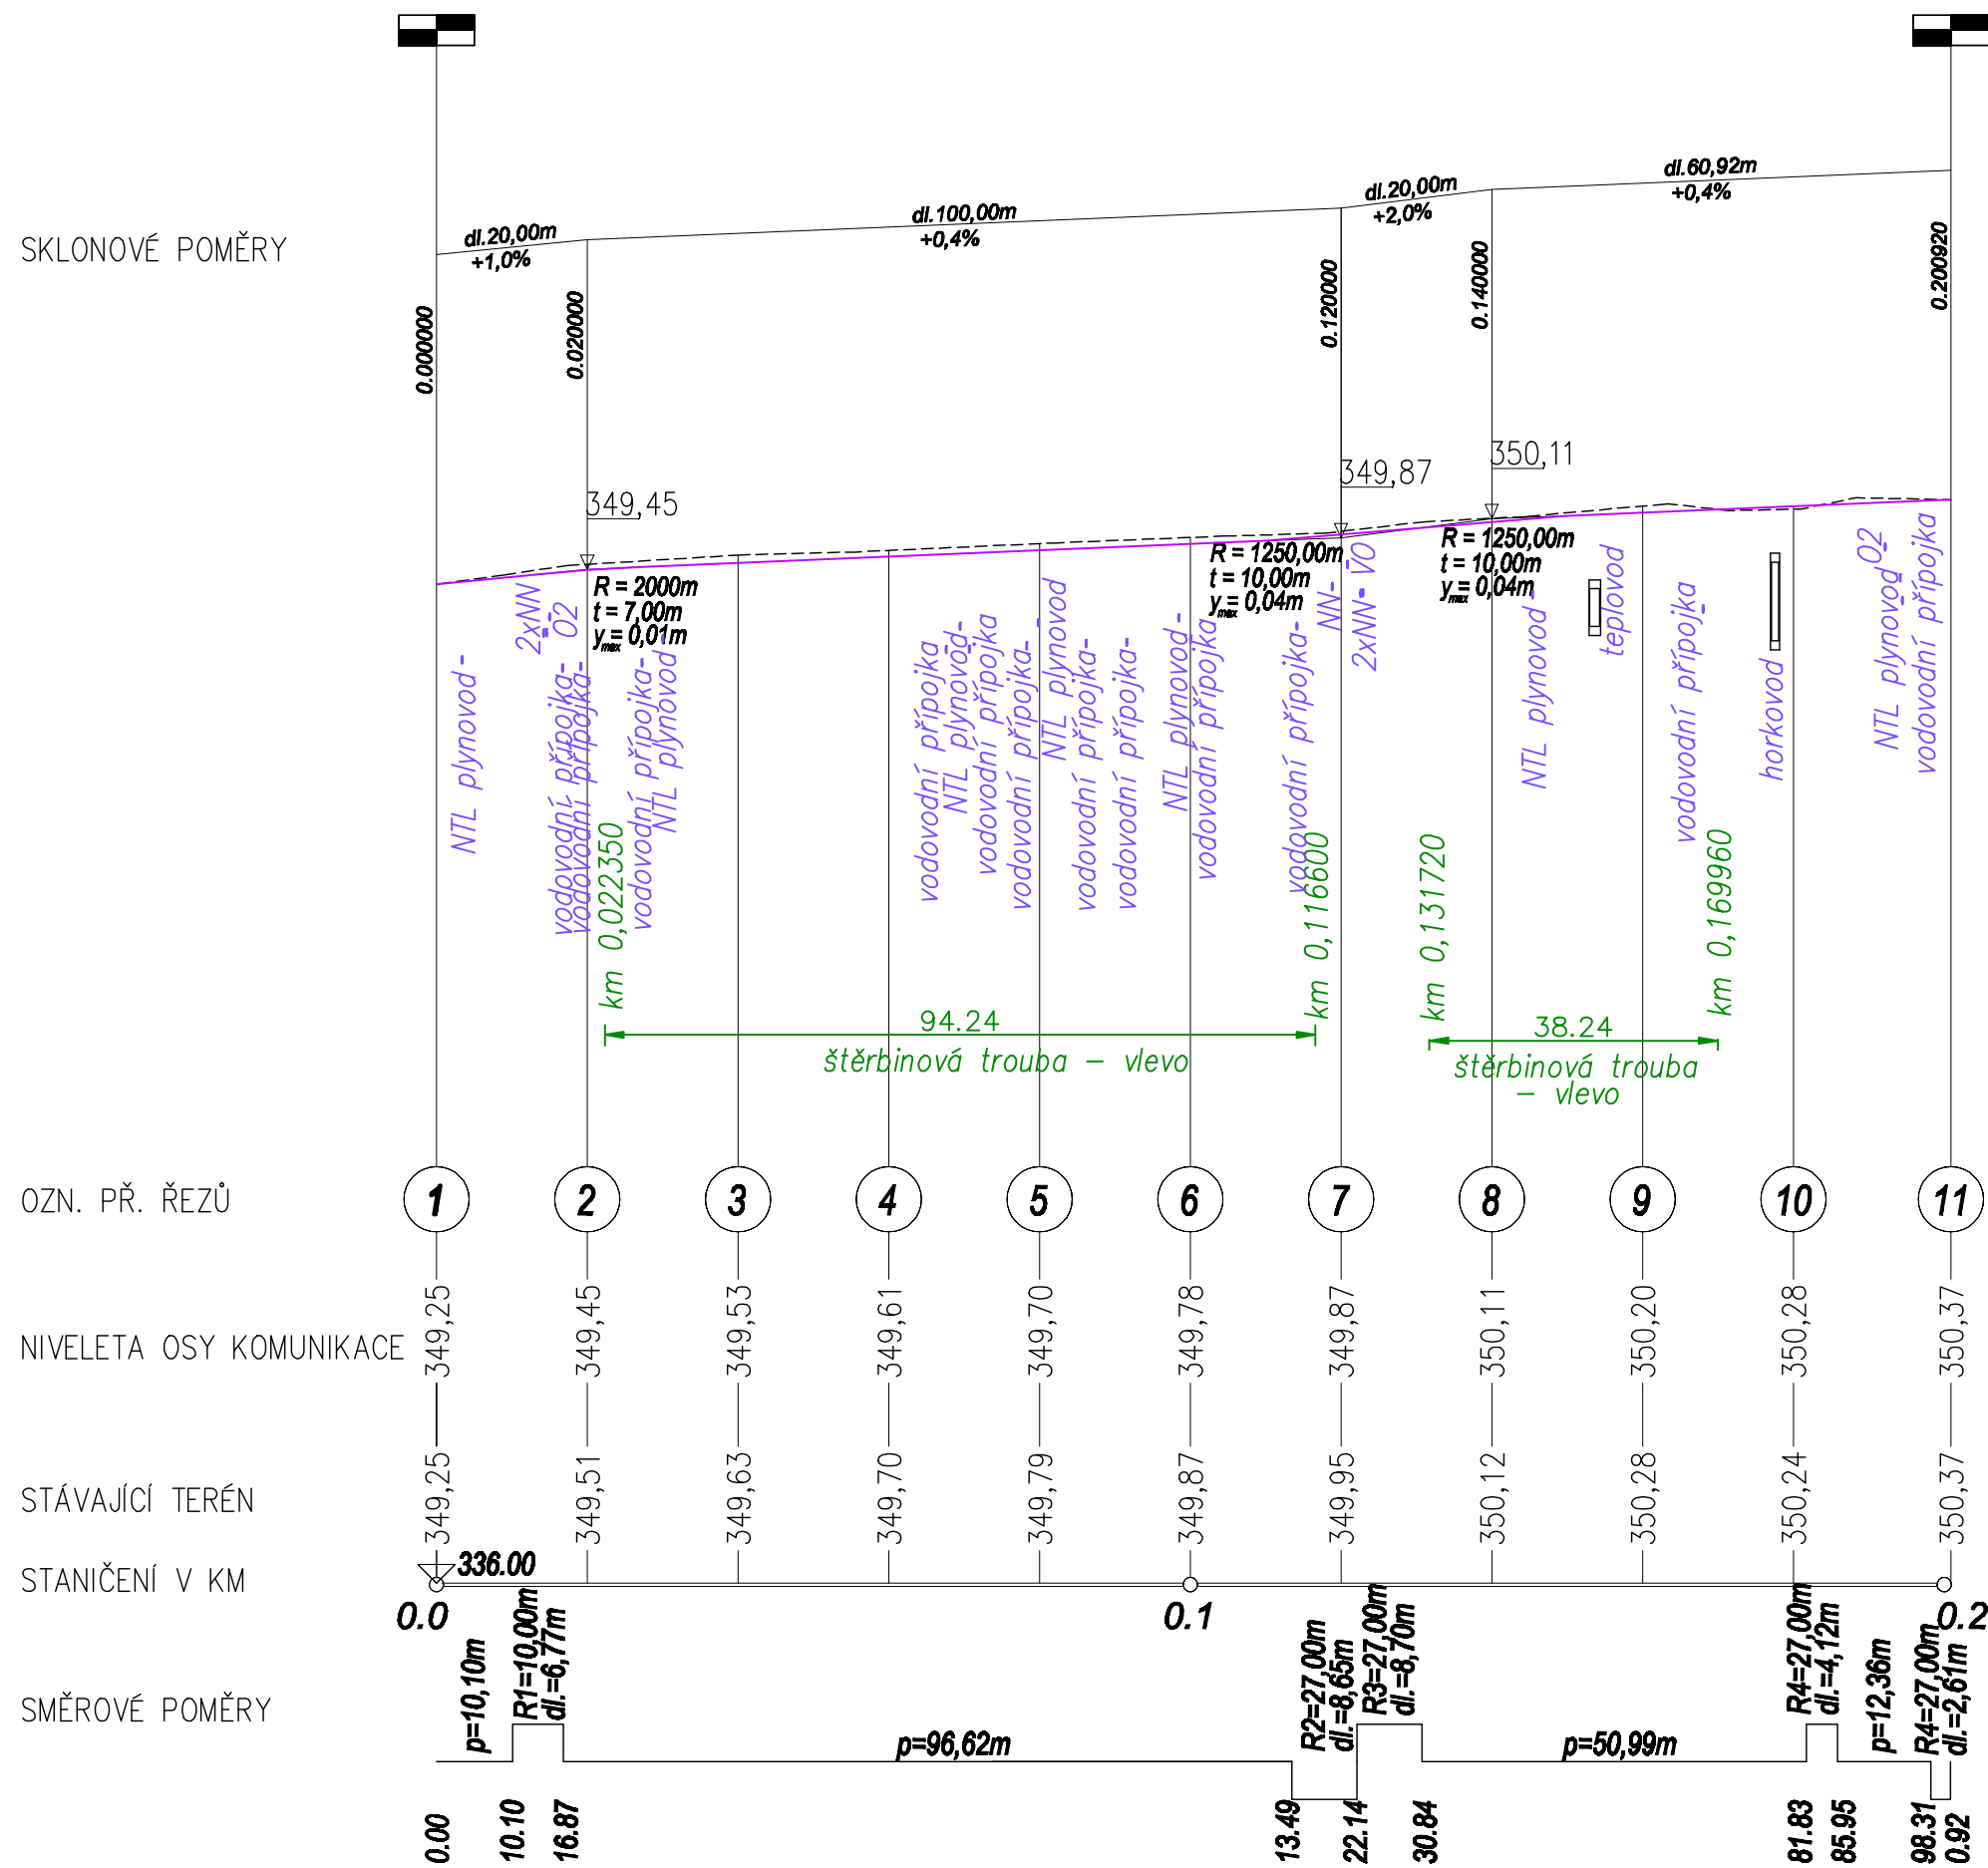 SKLONOVÉ POMĚRY
dl.20,00m
+1,0%
dl.100,00m
+0,4%
dl.20,00m
+2,0%
dl.60,92m
+0,4%
0.000000
0.020000
0.120000
0.140000
0.200920
349,45
349,87
350,11
R = 2000m
t = 7,00m
ymax= 0,01m
R = 1250,00m
t = 10,00m
ymax= 0,04m
R = 1250,00m
t = 10,00m
ymax= 0,04m
NTL plynovod
2xNN
O2
vodovodní přípojka
vodovodní přípojka
vodovodní přípojka
NTL plynovod
vodovodní přípojka
NTL plynovod
vodovodní přípojka
vodovodní přípojka
NTL plynovod
vodovodní přípojka
vodovodní přípojka
NTL plynovod
vodovodní přípojka
vodovodní přípojka
NN
2xNN
VO
NTL plynovod
teplovod
vodovodní přípojka
horkovod
NTL plynovod
O2
vodovodní přípojka
km 0,022350
km 0,116600
km 0,131720
km 0,169960
94.24
štěrbinová trouba – vlevo
38.24
štěrbinová trouba
– vlevo
OZN. PŘ. ŘEZŮ
1
2
3
4
5
6
7
8
9
10
11
NIVELETA OSY KOMUNIKACE
349,25
349,45
349,53
349,61
349,70
349,78
349,87
350,11
350,20
350,28
350,37
STÁVAJÍCÍ TERÉN
349,25
349,51
349,63
349,70
349,79
349,87
349,95
350,12
350,28
350,24
350,37
STANIČENÍ V KM
336.00
0.0
0.1
0.2
SMĚROVÉ POMĚRY
p=10,10m
R1=10,00m
dl.=6,77m
p=96,62m
R2=27,00m
dl.=8,65m
R3=27,00m
dl.=8,70m
p=50,99m
R4=27,00m
dl.=4,12m
p=12,36m
R4=27,00m
dl.=2,61m
0.00
10.10
16.87
13.49
22.14
30.84
81.83
85.95
98.31
0.92